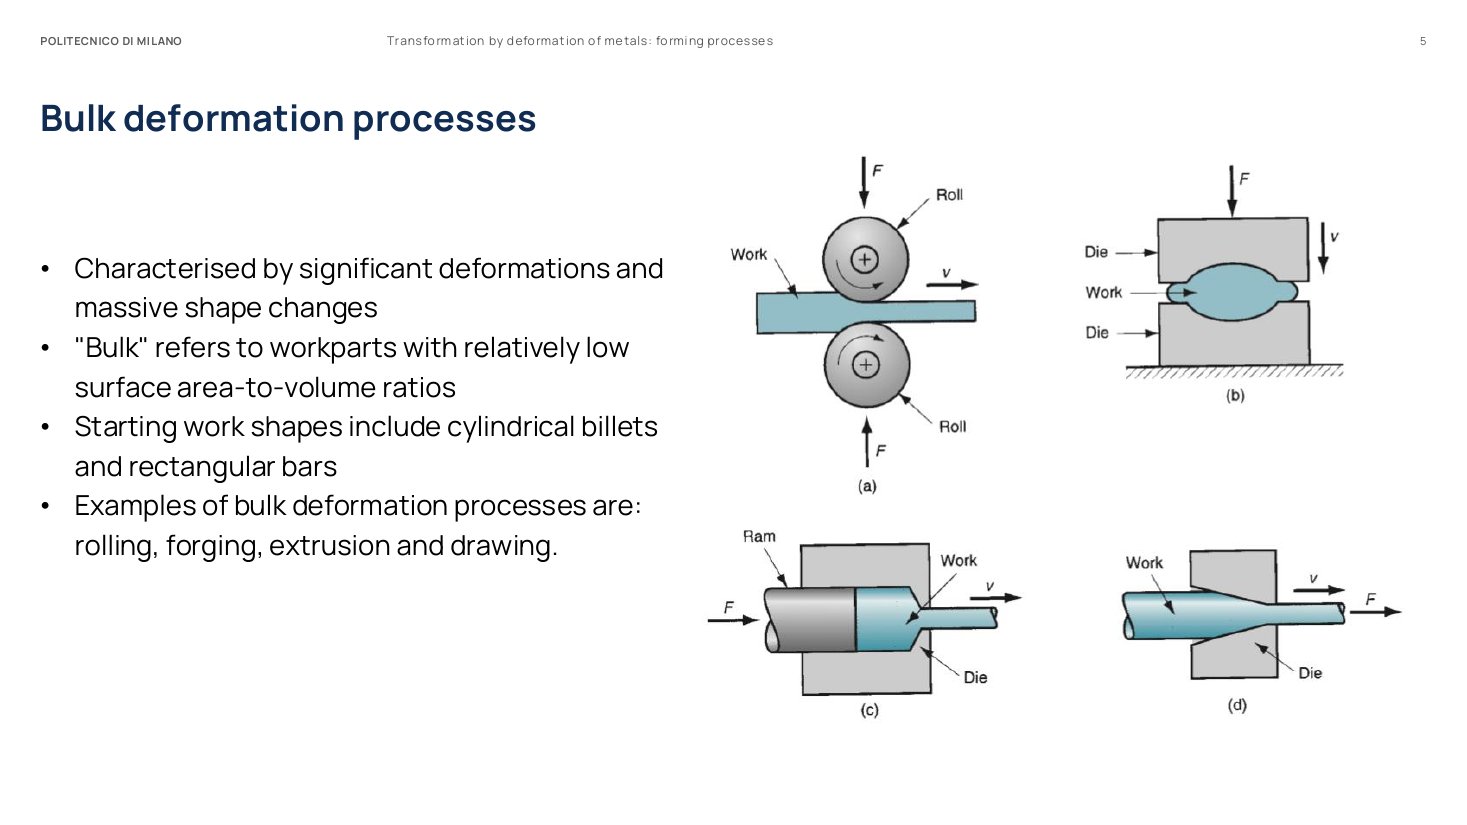 POLITECNICO DI MILANO
Transformation by deformation of metals: forming processes
5
Bulk deformation processes
• Characterised by significant deformations and
massive shape changes
• "Bulk" refers to workparts with relatively low
surface area-to-volume ratios
• Starting work shapes include cylindrical billets
and rectangular bars
• Examples of bulk deformation processes are:
rolling, forging, extrusion and drawing.
F
Roll
Work
v
Roll
F
(a)
F
v
Die
Work
Die
(b)
Ram
Work
v
F
Die
(c)
Work
v
F
Die
(d)